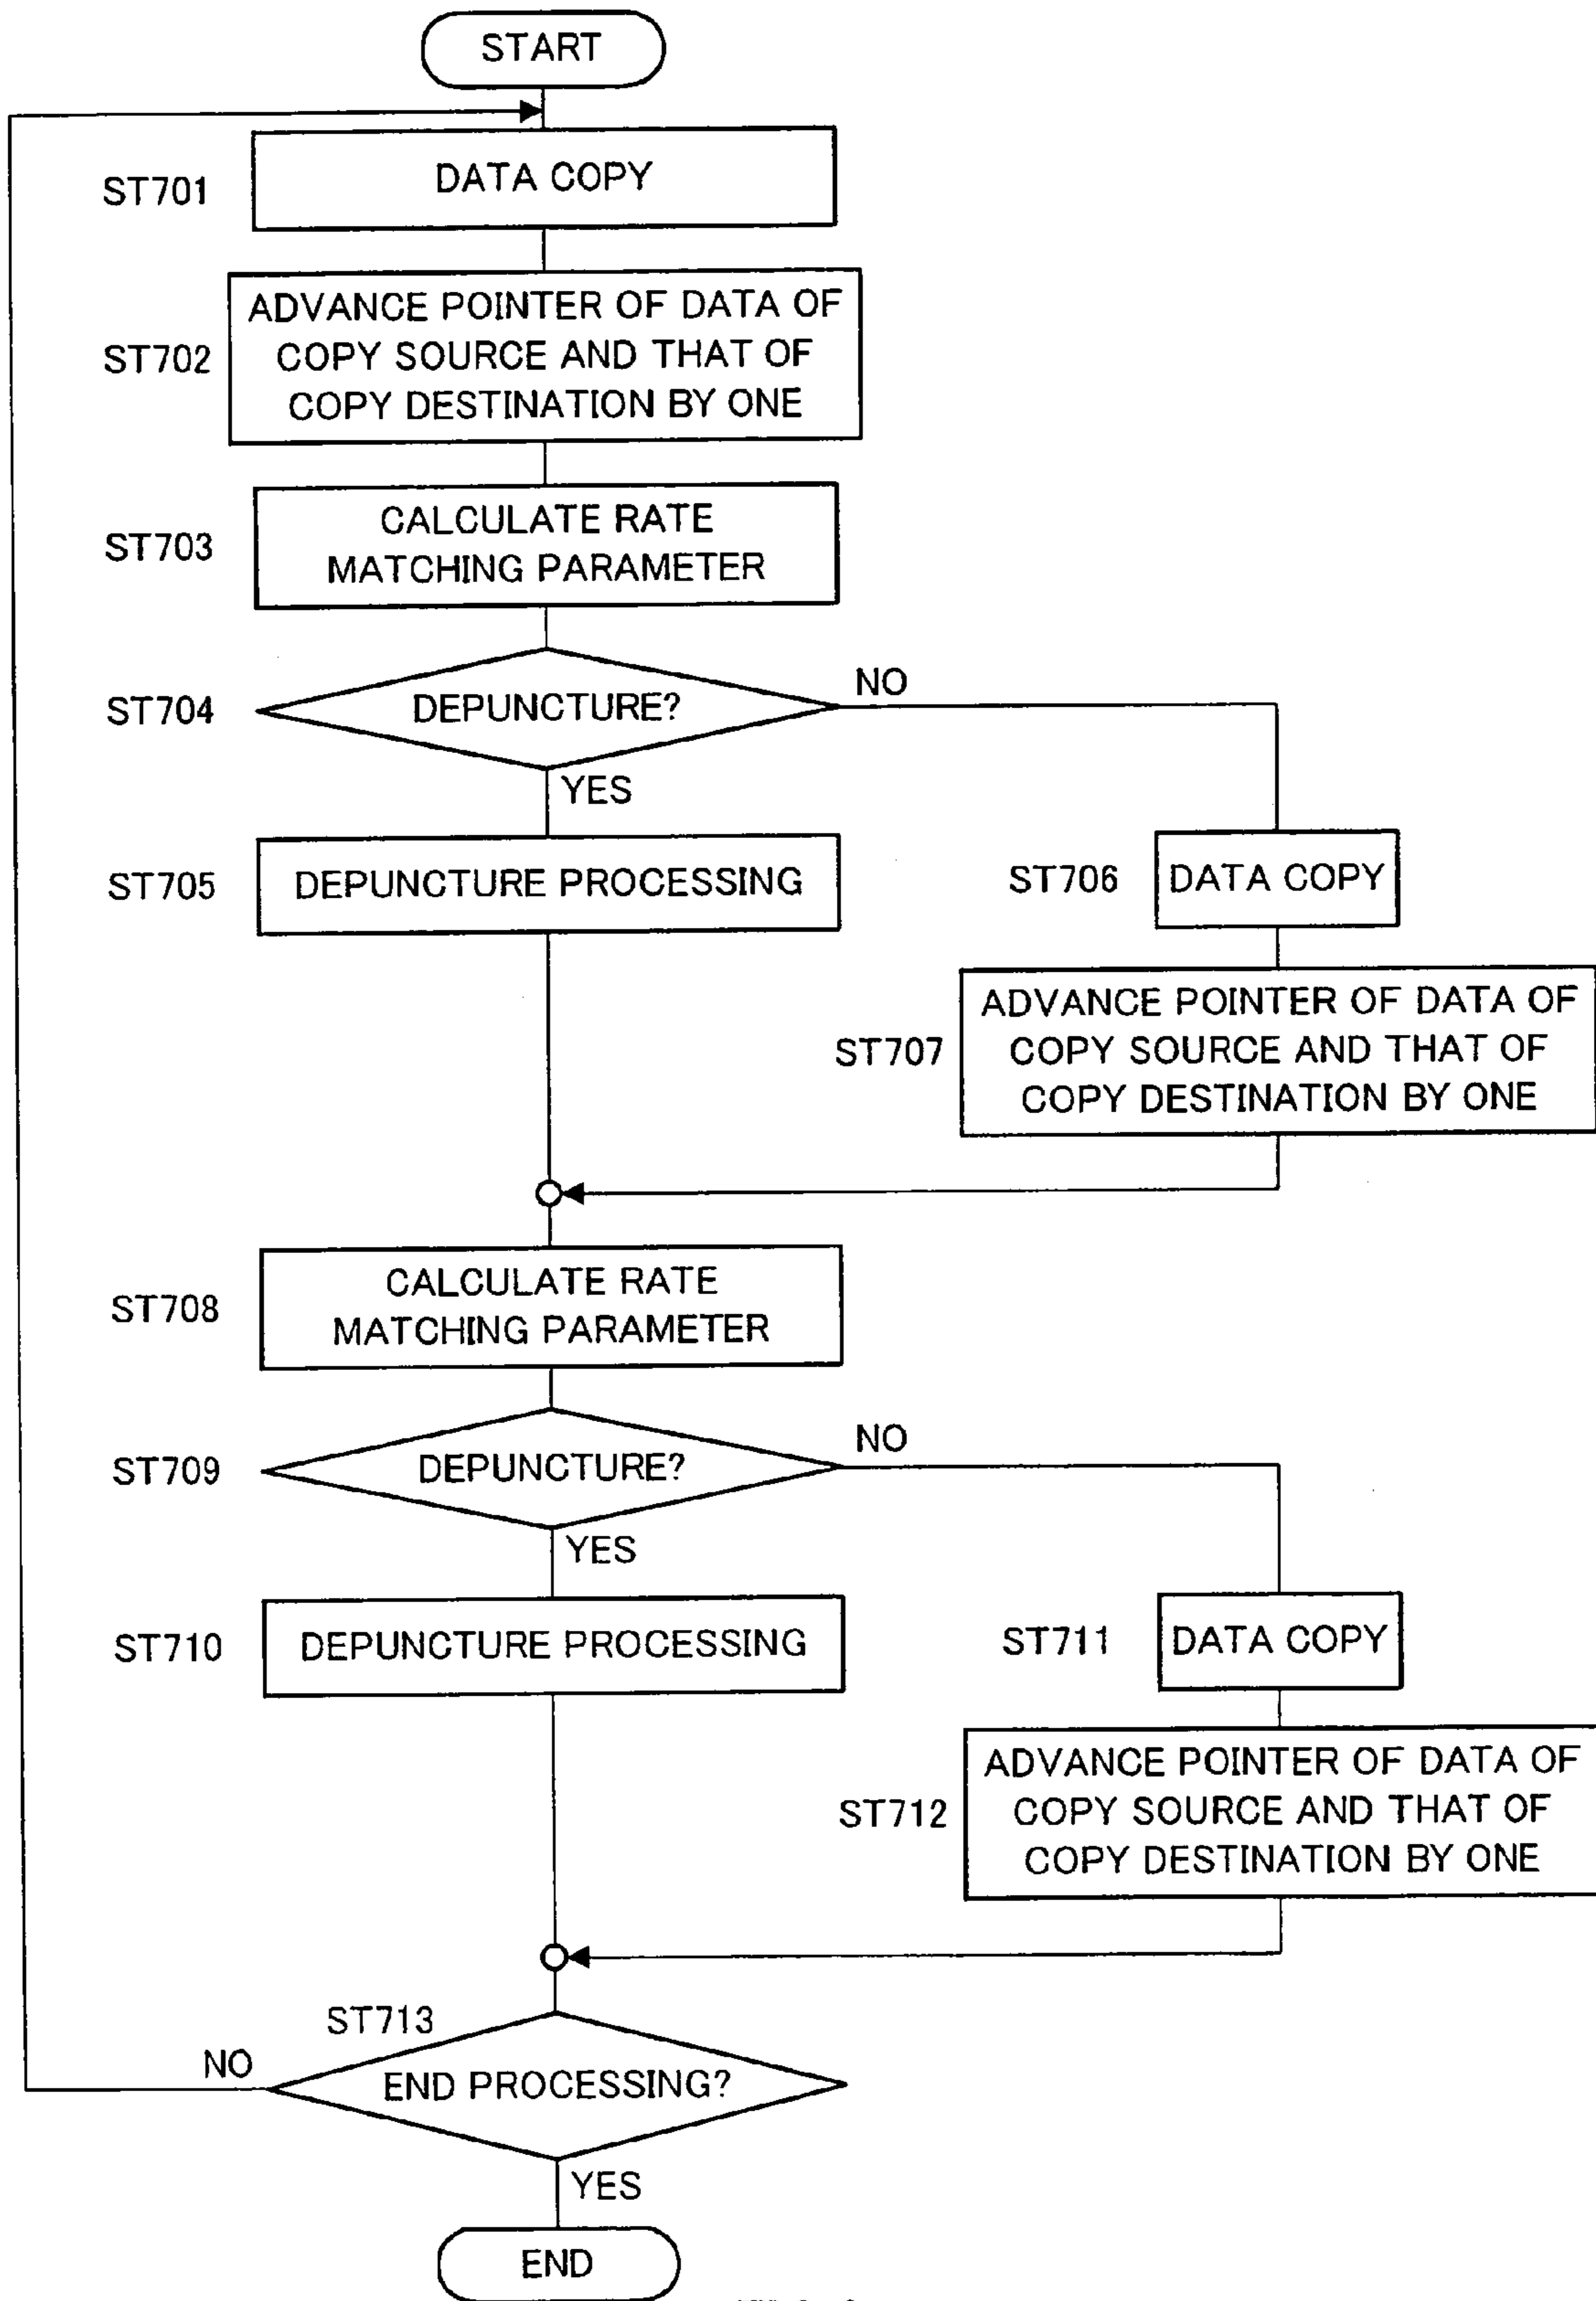 START
ST701
DATA COPY
ST702
ADVANCE POINTER OF DATA OF
COPY SOURCE AND THAT OF
COPY DESTINATION BY ONE
ST703
CALCULATE RATE
MATCHING PARAMETER
ST704
DEPUNCTURE?
NO
YES
ST705
DEPUNCTURE PROCESSING
ST706
DATA COPY
ST707
ADVANCE POINTER OF DATA OF
COPY SOURCE AND THAT OF
COPY DESTINATION BY ONE
ST708
CALCULATE RATE
MATCHING PARAMETER
ST709
DEPUNCTURE?
NO
YES
ST710
DEPUNCTURE PROCESSING
ST711
DATA COPY
ST712
ADVANCE POINTER OF DATA OF
COPY SOURCE AND THAT OF
COPY DESTINATION BY ONE
ST713
NO
END PROCESSING?
YES
END